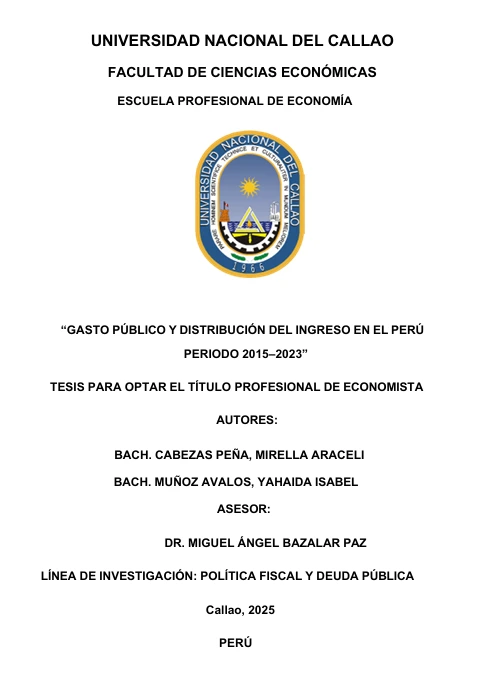 UNIVERSIDAD NACIONAL DEL CALLAO
FACULTAD DE CIENCIAS ECONÓMICAS
ESCUELA PROFESIONAL DE ECONOMÍA
UNIVERSIDAD NACIONAL DEL CALLAO
1966
“GASTO PÚBLICO Y DISTRIBUCIÓN DEL INGRESO EN EL PERÚ
PERIODO 2015–2023”
TESIS PARA OPTAR EL TÍTULO PROFESIONAL DE ECONOMISTA
AUTORES:
BACH. CABEZAS PEÑA, MIRELLA ARACELI
BACH. MUÑOZ AVALOS, YAHAIDA ISABEL
ASESOR:
DR. MIGUEL ÁNGEL BAZALAR PAZ
LÍNEA DE INVESTIGACIÓN: POLÍTICA FISCAL Y DEUDA PÚBLICA
Callao, 2025
PERÚ